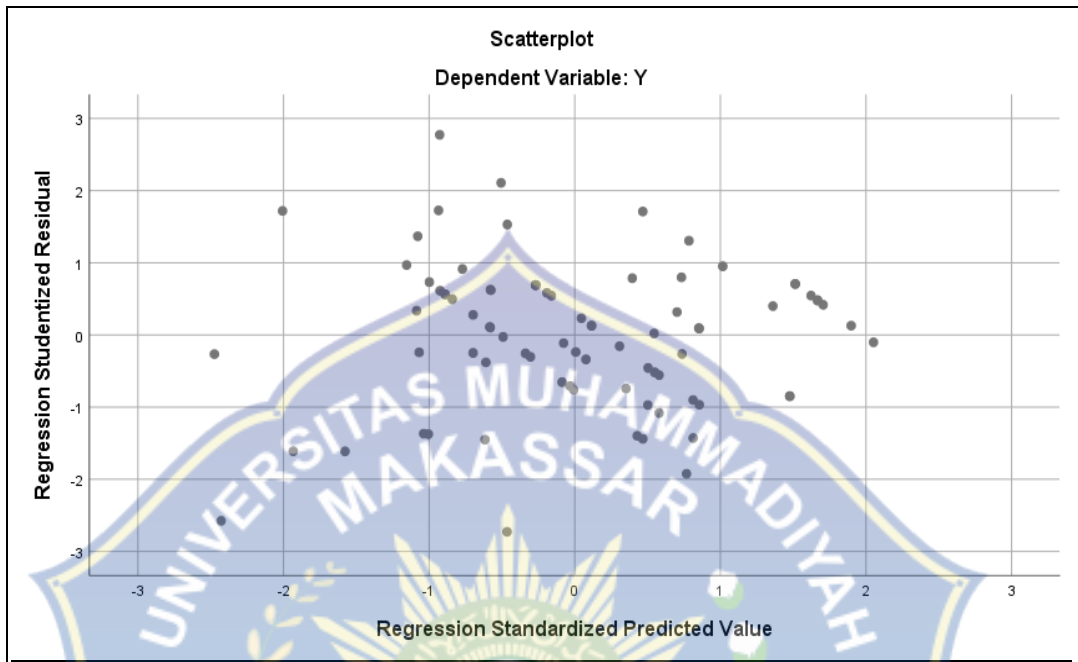 Scatterplot
Dependent Variable: Y
Regression Studentized Residual
3
2
1
0
-1
-2
-3
-3
-2
-1
0
1
2
3
Regression Standardized Predicted Value
UNIVERSITAS MUHAMMADIYAH
MAKASSAR